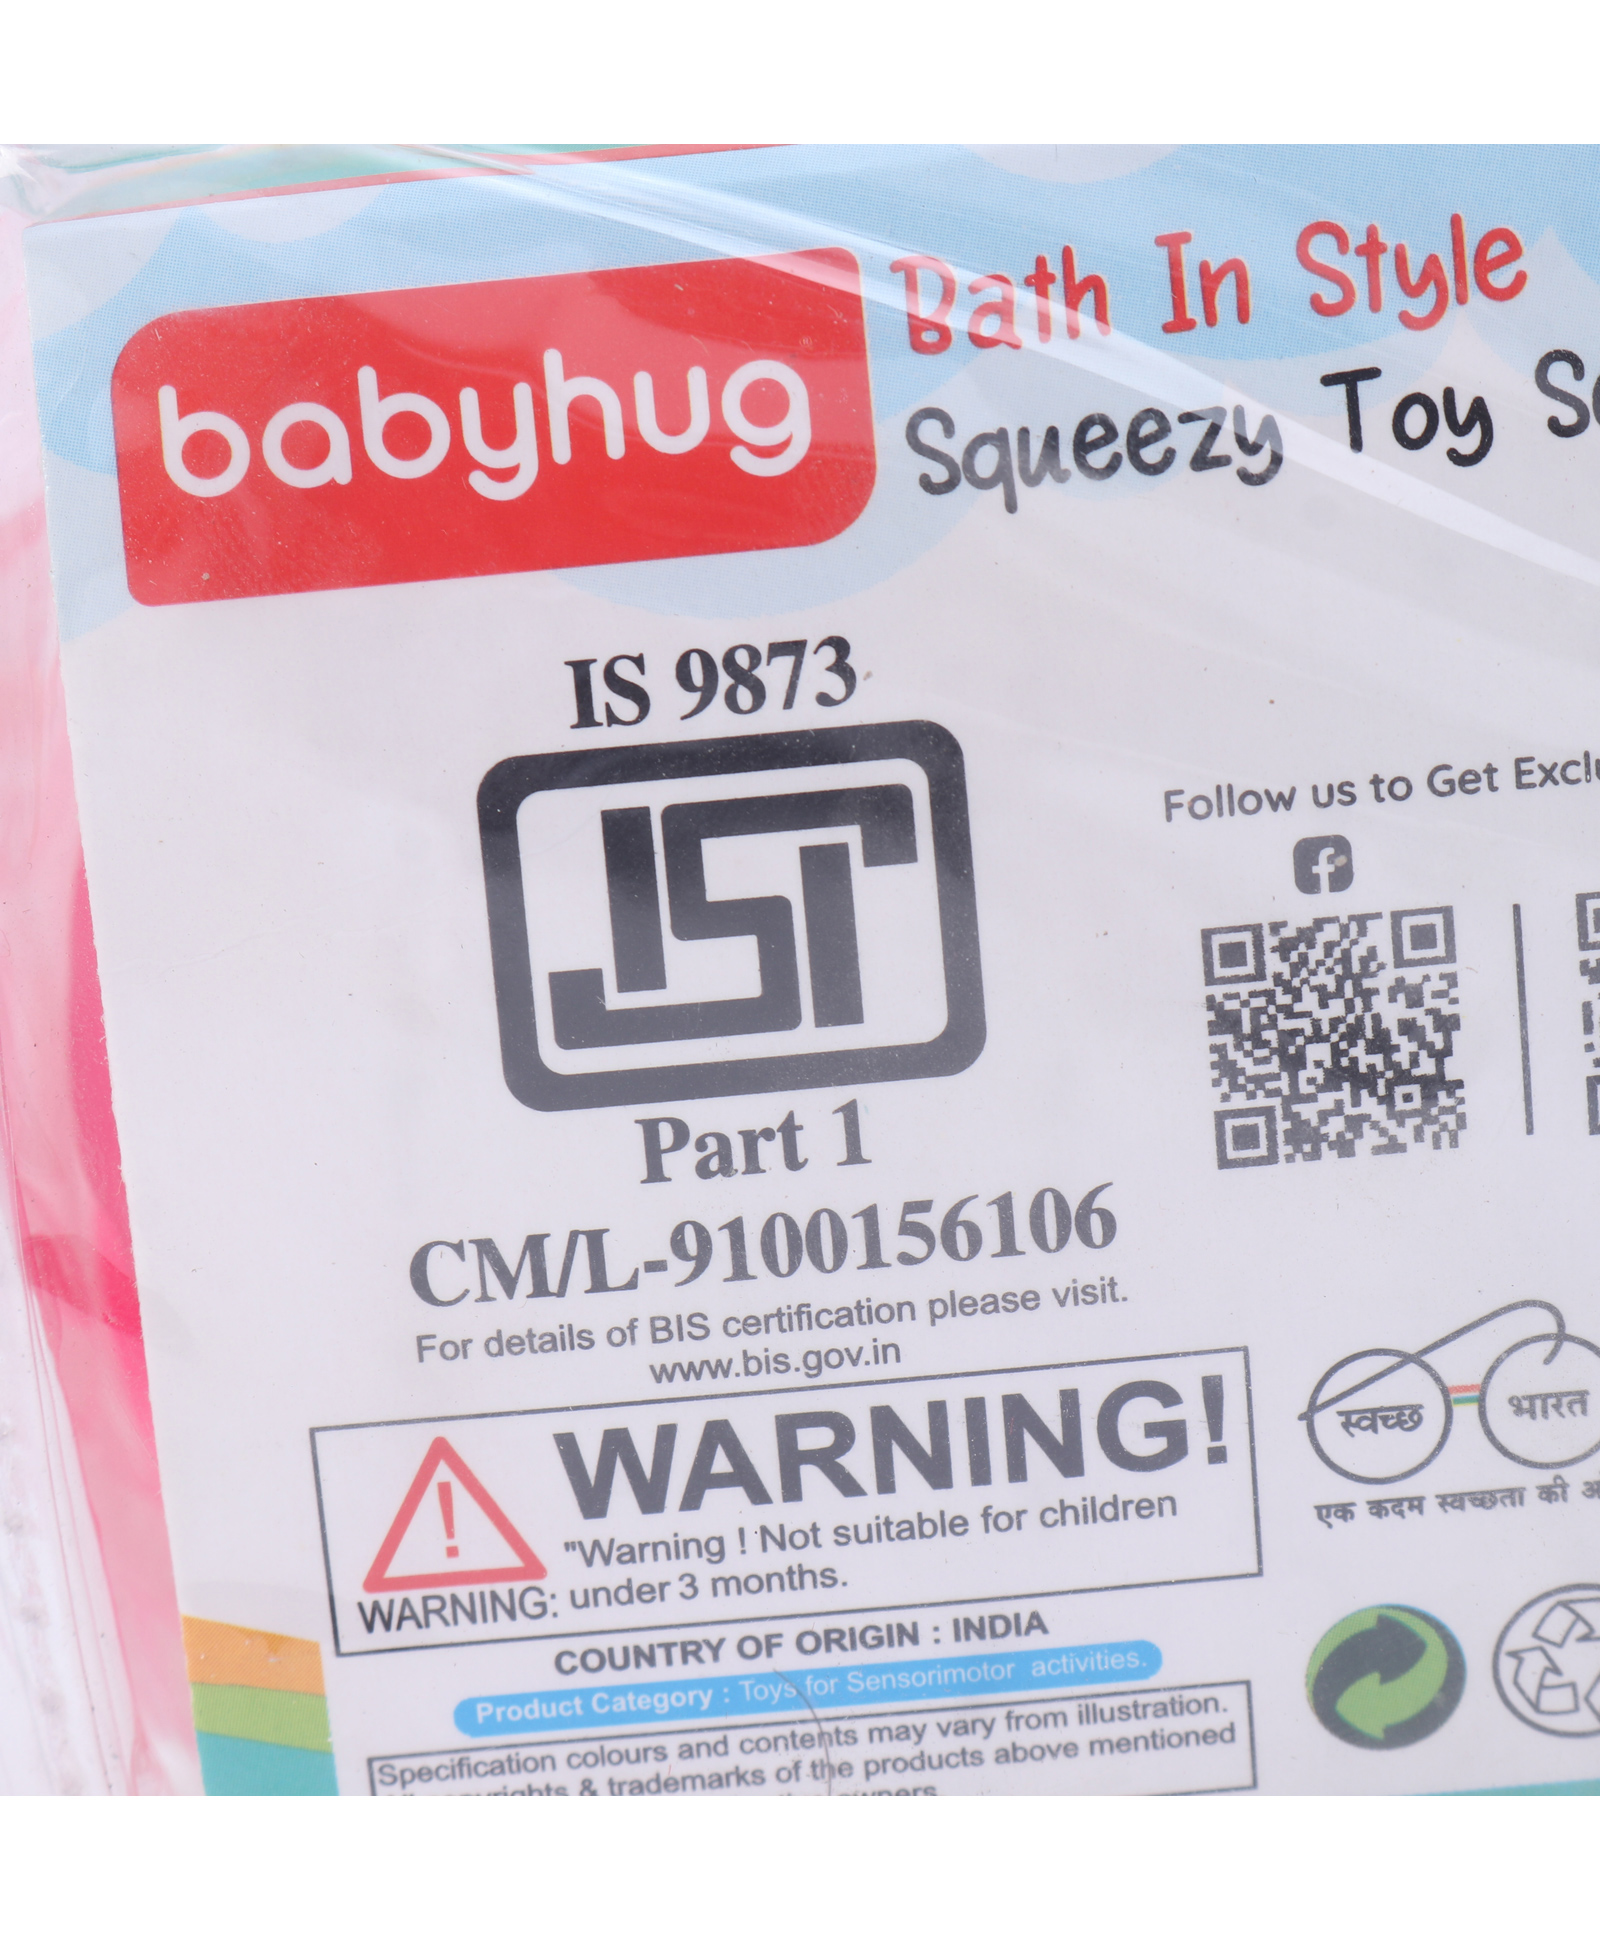 babyhug
Bath In Style
Squeezy Toy
IS 9873
Part 1
CM/L-9100156106
For details of BIS certification please visit.
www.bis.gov.in
Follow us to Get
WARNING!
"Warning ! Not suitable for children
WARNING: under 3 months.
COUNTRY OF ORIGIN : INDIA
Product Category : Toys for Sensorimotor activities.
Specification colours and contents may vary from illustration.
& trademarks of the products above mentioned
स्वच्छ भारत
एक कदम स्वच्छता की